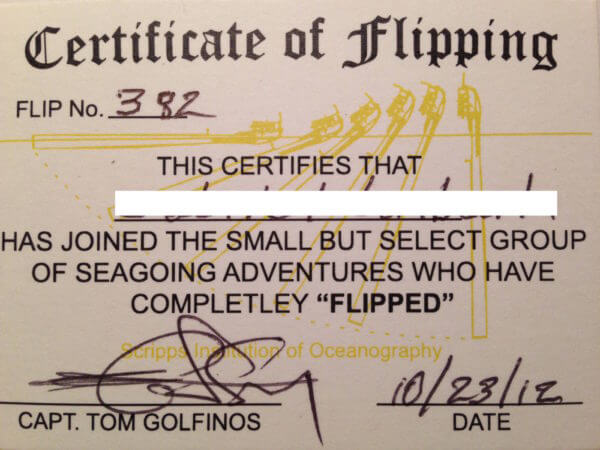 Certificate of Flipping
FLIP No. 382
THIS CERTIFIES THAT
HAS JOINED THE SMALL BUT SELECT GROUP
OF SEAGOING ADVENTURES WHO HAVE
COMPLETLEY “FLIPPED”
Scripps Institution of Oceanography
10/23/12
CAPT. TOM GOLFINOS DATE